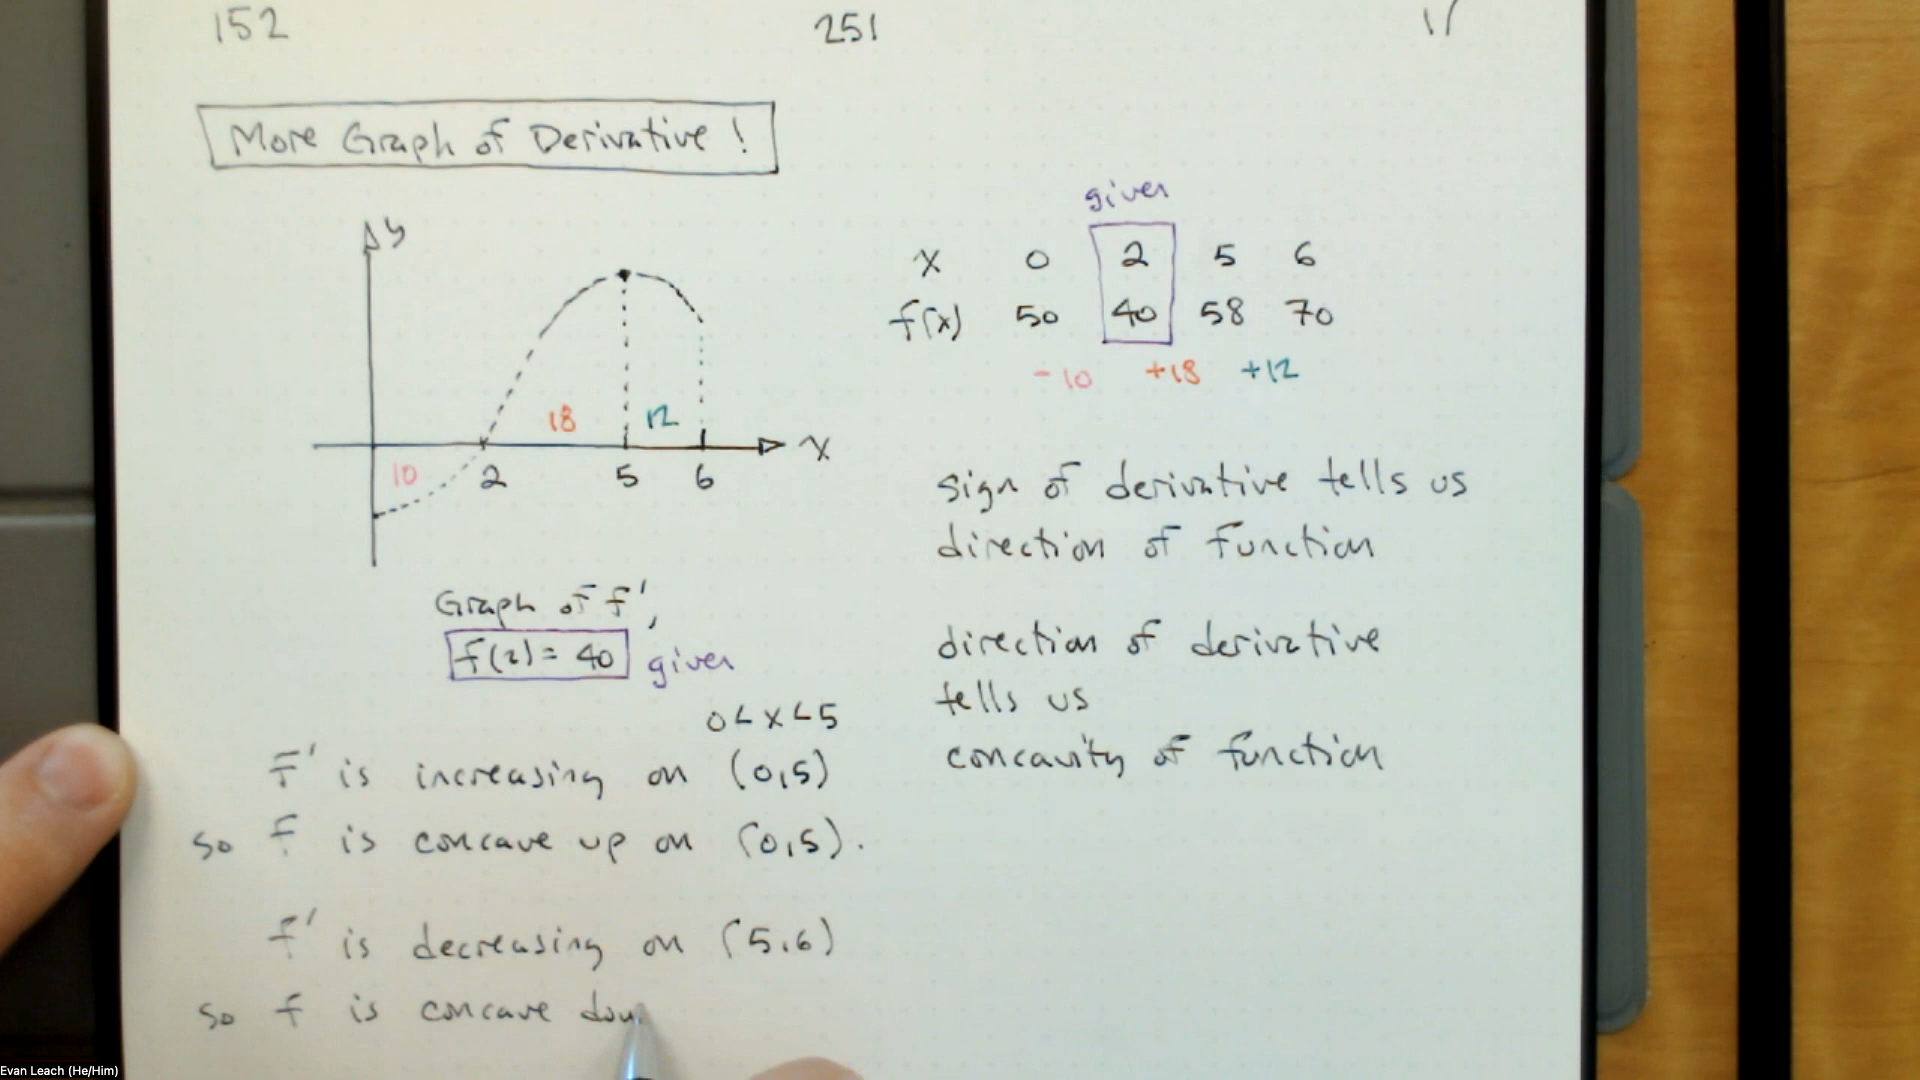 152
251
More Graph of Derivative !
y
18
12
10
2
5
6
x
Graph of f',
f(2) = 40
given
0<x<5
f' is increasing on (0,5)
so f is concave up on (0,5).
f' is decreasing on (5,6)
so f is concave dow
given
x 0 2 5 6
f(x) 50 40 58 70
-10 +18 +12
sign of derivative tells us
direction of function
direction of derivative
tells us
concavity of function
Evan Leach (He/Him)